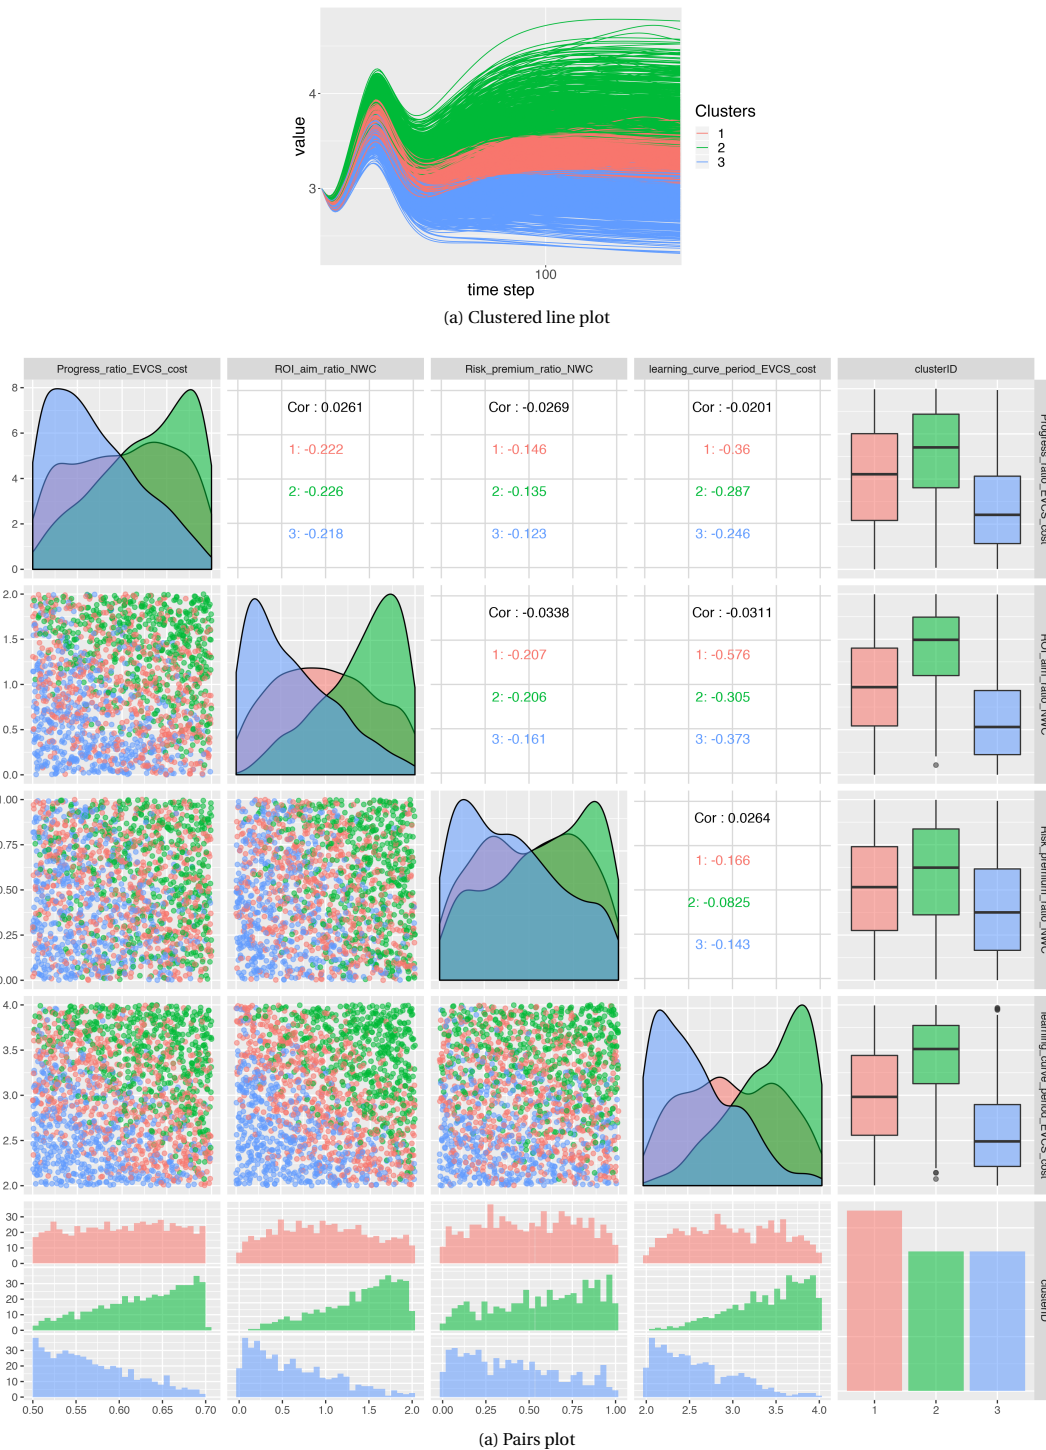 4
3
value
100
time step
Clusters
1
2
3
(a) Clustered line plot
Progress_ratio_EVCS_cost
ROI_aim_ratio_NWC
Risk_premium_ratio_NWC
learning_curve_period_EVCS_cost
clusterID
8
6
4
2
0
Cor : 0.0261
1: -0.222
2: -0.226
3: -0.218
Cor : -0.0269
1: -0.146
2: -0.135
3: -0.123
Cor : -0.0201
1: -0.36
2: -0.287
3: -0.246
Progress_ratio_EVCS_cost
2.0
1.5
1.0
0.5
0.0
Cor : -0.0338
1: -0.207
2: -0.206
3: -0.161
Cor : -0.0311
1: -0.576
2: -0.305
3: -0.373
ROI_aim_ratio_NWC
1.00
0.75
0.50
0.25
0.00
Cor : 0.0264
1: -0.166
2: -0.0825
3: -0.143
Risk_premium_ratio_NWC
4.0
3.5
3.0
2.5
2.0
learning_curve_period_EVCS_cost
30
20
10
0
30
20
10
0
30
20
10
0
clusterID
0.50 0.55 0.60 0.65 0.70
0.0 0.5 1.0 1.5 2.0
0.00 0.25 0.50 0.75 1.00
2.0 2.5 3.0 3.5 4.0
1 2 3
(a) Pairs plot